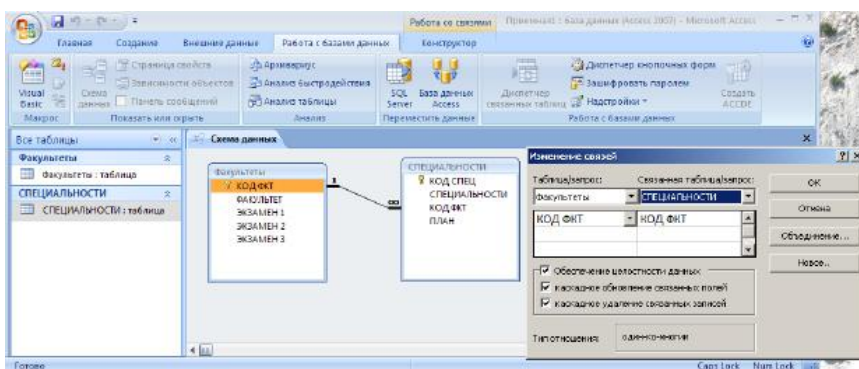 Работа со связями
Пример№1 : база данных (Access 2007) - Microsoft Access
Главная Создание Внешние данные Работа с базами данных Конструктор
Visual Basic
Схема данных
Страница свойств
Зависимости объектов
Панель сообщений
Архивариус
Анализ быстродействия
Анализ таблицы
SQL Server
База данных Access
Диспетчер связанных таблиц
Диспетчер кнопочных форм
Зашифровать паролем
Надстройки
Создать ACCDE
Макрос Показать или скрыть Анализ Переместить данные Работа с базами данных
Все таблицы
Факультеты
Факультеты : таблица
СПЕЦИАЛЬНОСТИ
СПЕЦИАЛЬНОСТИ : таблица
Схема данных
Факультеты
КОД ФКТ
ФАКУЛЬТЕТ
ЭКЗАМЕН 1
ЭКЗАМЕН 2
ЭКЗАМЕН 3
1
∞
СПЕЦИАЛЬНОСТИ
КОД СПЕЦ
СПЕЦИАЛЬНОСТИ
КОД ФКТ
ПЛАН
Изменение связей
Таблица/запрос: Связанная таблица/запрос:
Факультеты СПЕЦИАЛЬНОСТИ
КОД ФКТ КОД ФКТ
Обеспечение целостности данных
каскадное обновление связанных полей
каскадное удаление связанных записей
Тип отношения: один-ко-многим
ОК
Отмена
Объединение...
Новое..
Готово
Caps Lock Num Lock